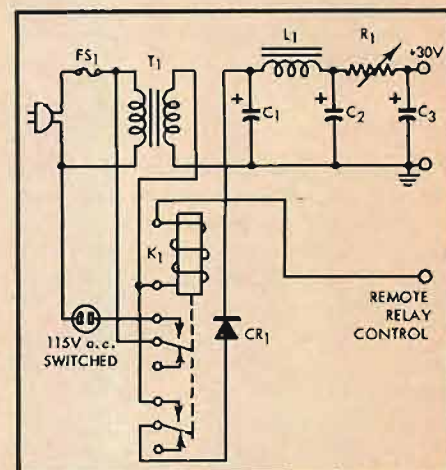 FS1
T1
L1
R1
+30V
C1
C2
C3
K1
REMOTE
RELAY
CONTROL
115V a.c.
SWITCHED
CR1